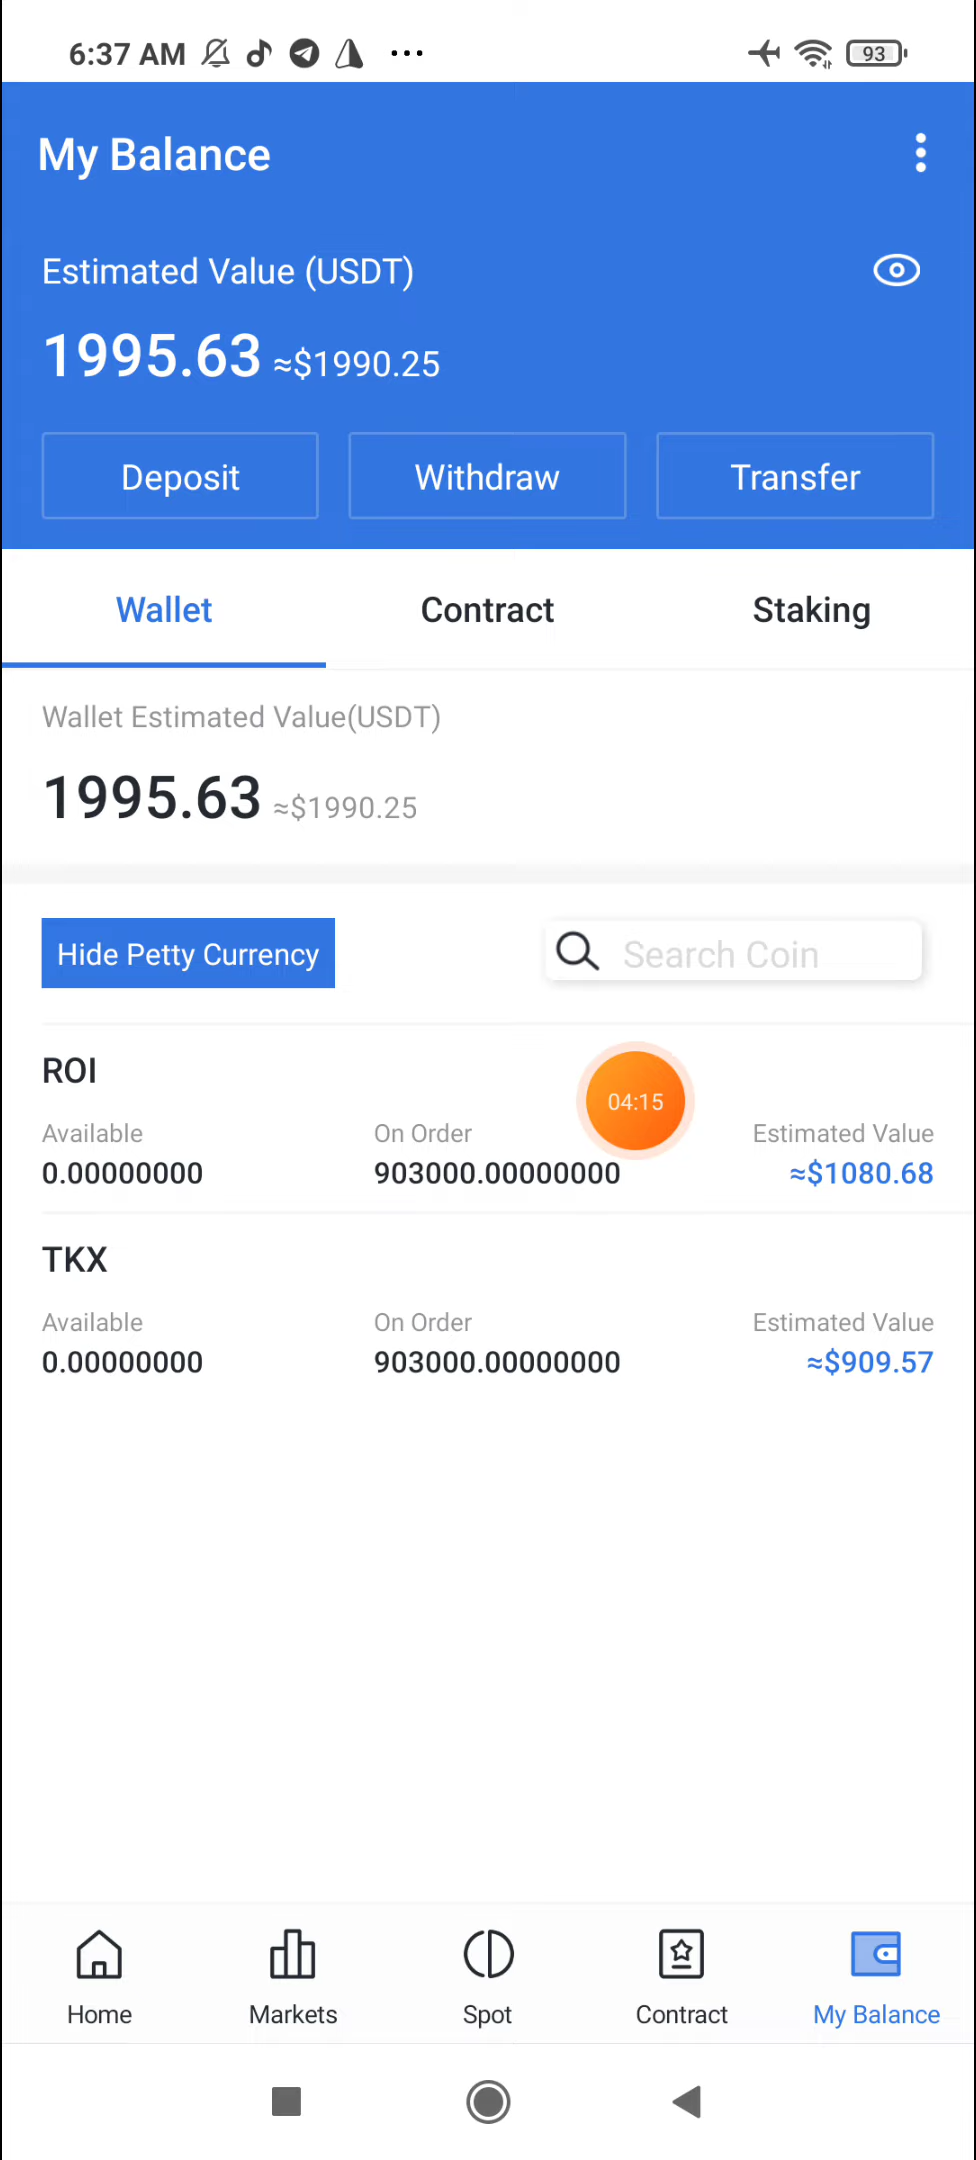 6:37 AM ... 93
My Balance
Estimated Value (USDT)
1995.63 ≈$1990.25
Deposit Withdraw Transfer
Wallet Contract Staking
Wallet Estimated Value(USDT)
1995.63 ≈$1990.25
Hide Petty Currency Search Coin
ROI
04:15
Available On Order Estimated Value
0.00000000 903000.00000000 ≈$1080.68
TKX
Available On Order Estimated Value
0.00000000 903000.00000000 ≈$909.57
Home Markets Spot Contract My Balance